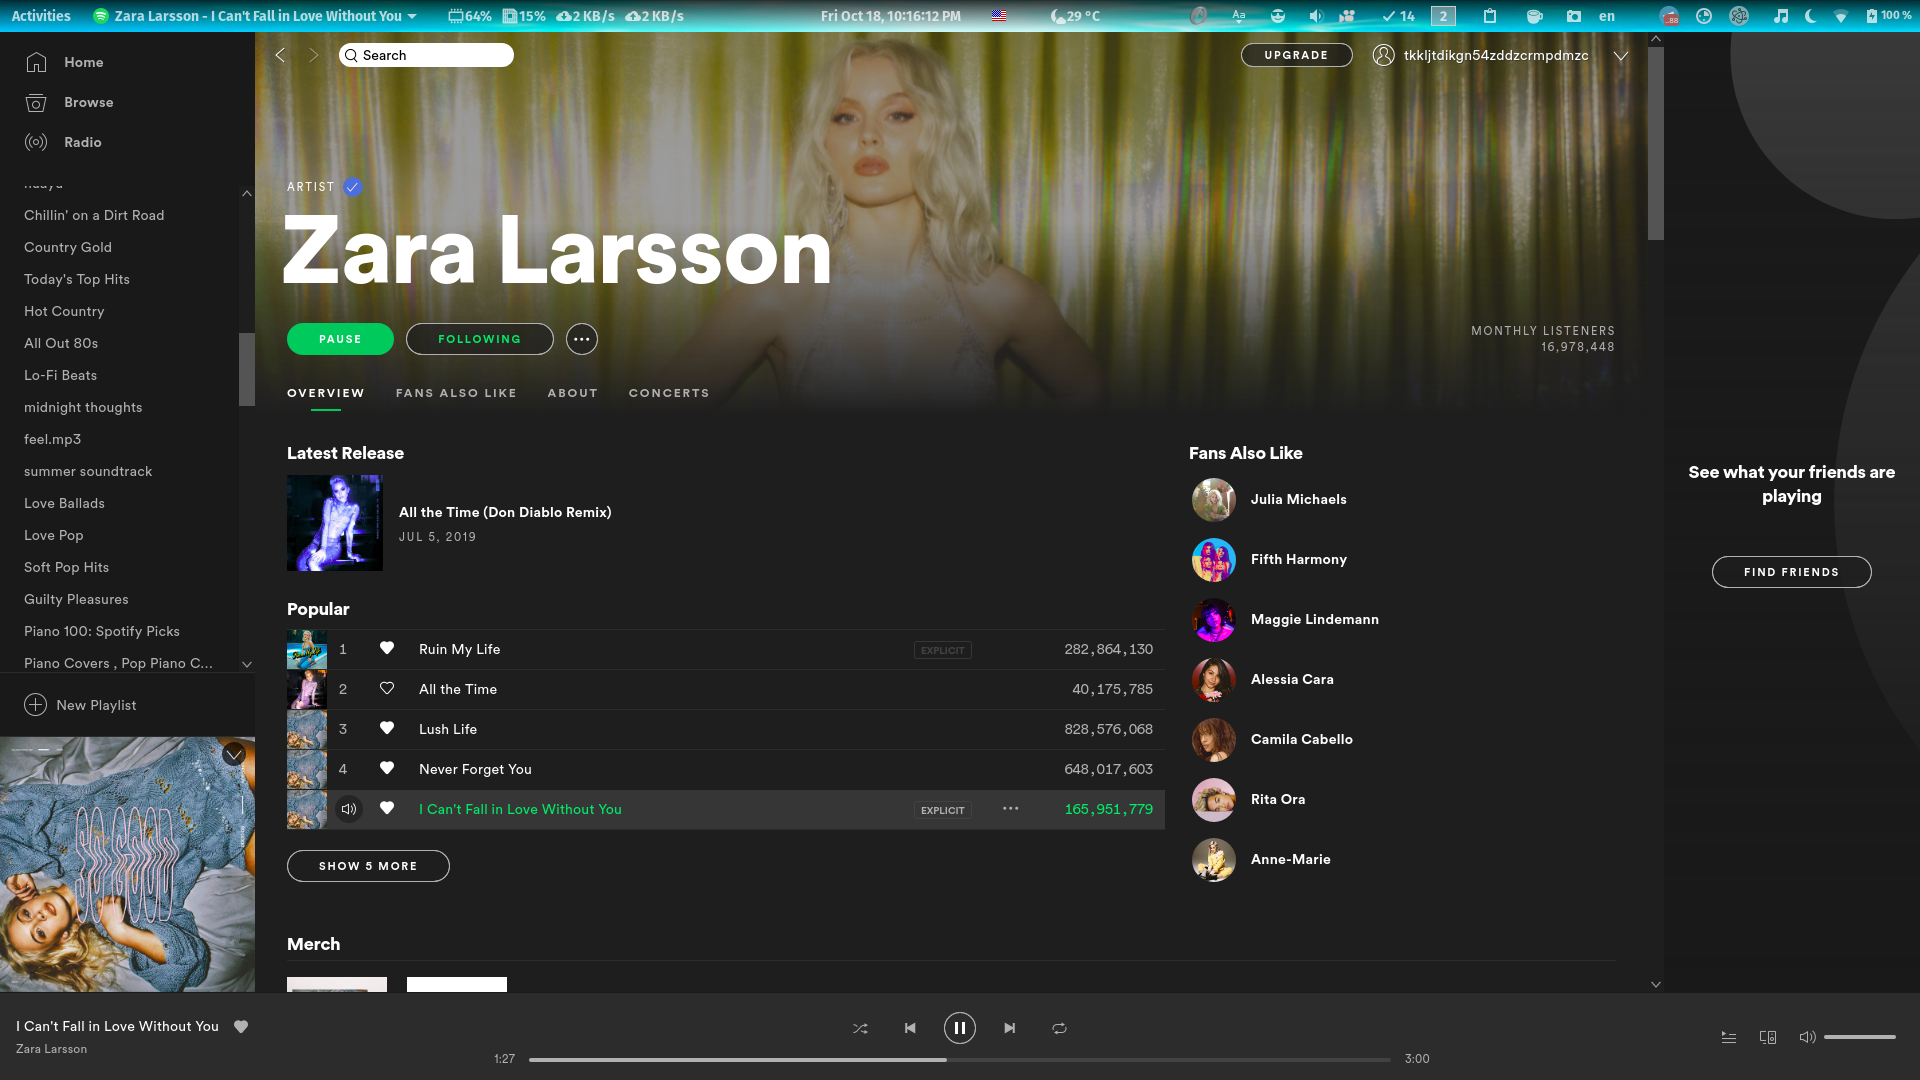 Activities
Zara Larsson - I Can't Fall in Love Without You
64% 15% 2 KB/s 2 KB/s
Fri Oct 18, 10:16:12 PM
29 °C
Aa
14
2
en
.88
100 %
Home
Browse
Radio
Chillin' on a Dirt Road
Country Gold
Today's Top Hits
Hot Country
All Out 80s
Lo-Fi Beats
midnight thoughts
feel.mp3
summer soundtrack
Love Ballads
Love Pop
Soft Pop Hits
Guilty Pleasures
Piano 100: Spotify Picks
Piano Covers , Pop Piano C...
New Playlist
SO GOOD
Search
UPGRADE
tkkljtdikgn54zddzcrmpdmzc
ARTIST
Zara Larsson
PAUSE
FOLLOWING
MONTHLY LISTENERS
16,978,448
OVERVIEW
FANS ALSO LIKE
ABOUT
CONCERTS
Latest Release
All the Time (Don Diablo Remix)
JUL 5, 2019
Popular
1 Ruin My Life EXPLICIT 282,864,130
2 All the Time 40,175,785
3 Lush Life 828,576,068
4 Never Forget You 648,017,603
I Can't Fall in Love Without You EXPLICIT 165,951,779
SHOW 5 MORE
Merch
Fans Also Like
Julia Michaels
Fifth Harmony
Maggie Lindemann
Alessia Cara
Camila Cabello
Rita Ora
Anne-Marie
See what your friends are
playing
FIND FRIENDS
I Can't Fall in Love Without You
Zara Larsson
1:27
3:00